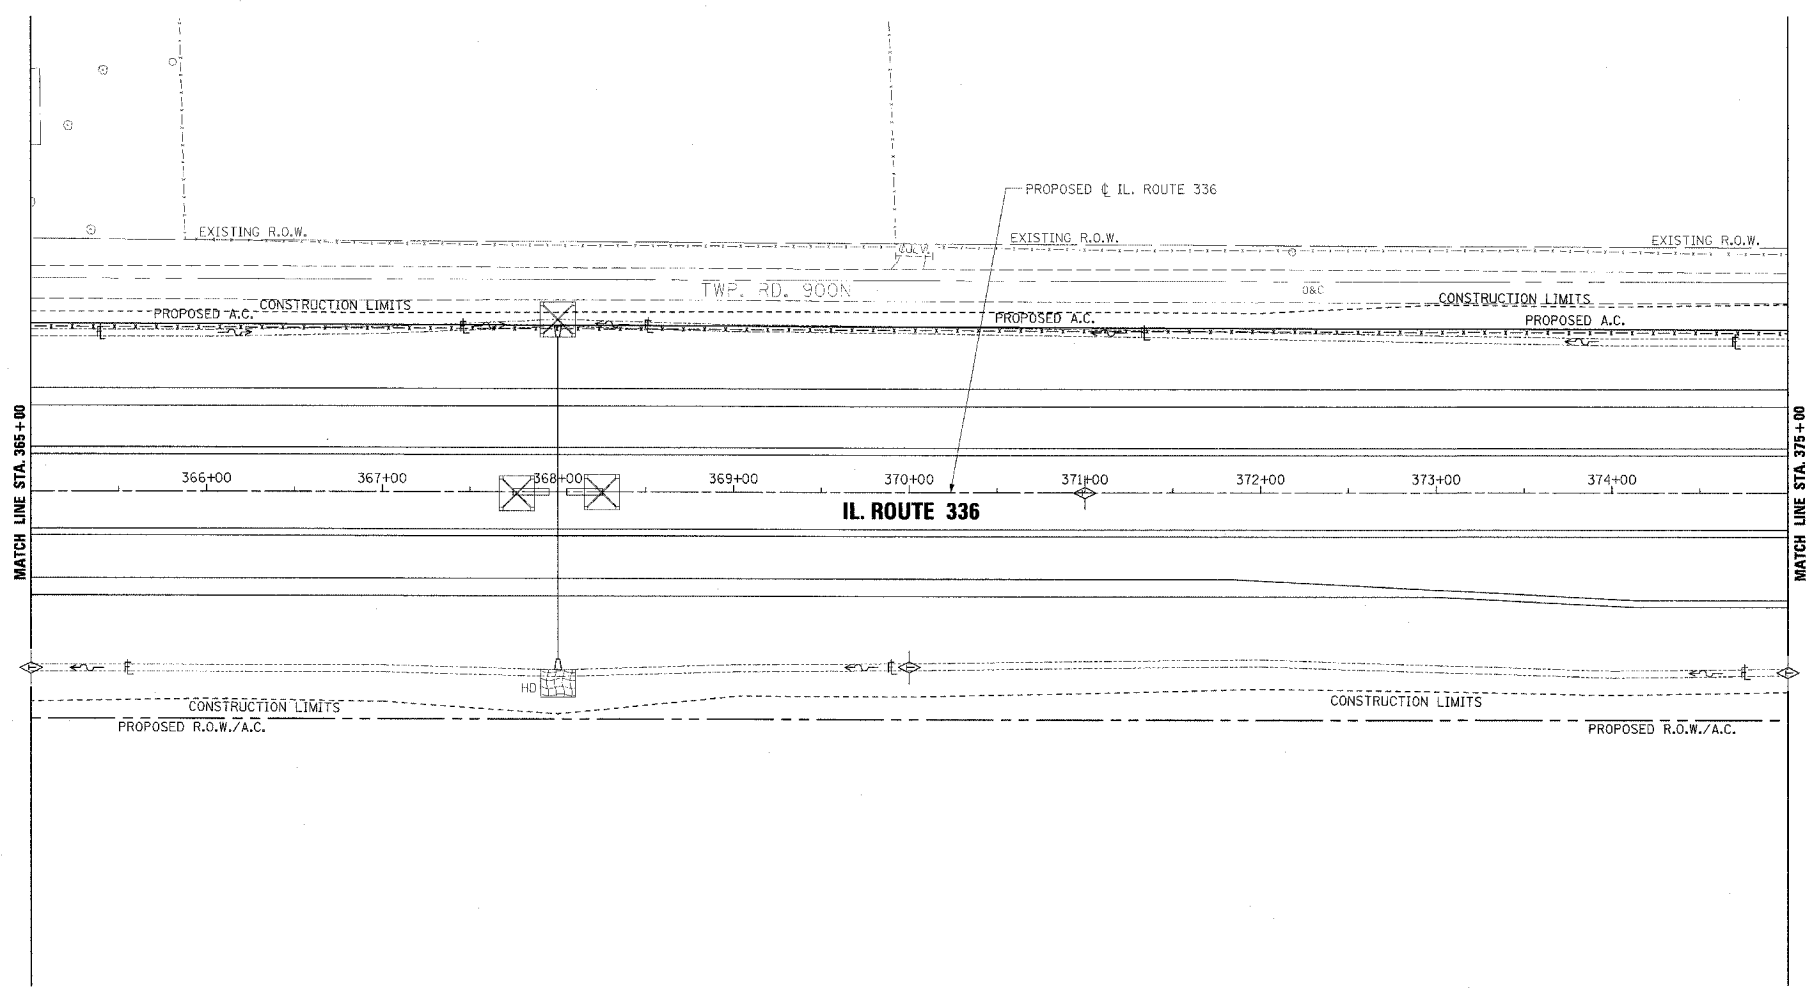 PROPOSED ℄ IL. ROUTE 336
EXISTING R.O.W.
EXISTING R.O.W.
EXISTING R.O.W.
TWP. RD. 900N
O&C
CONSTRUCTION LIMITS
CONSTRUCTION LIMITS
PROPOSED A.C.
PROPOSED A.C.
PROPOSED A.C.
MATCH LINE STA. 365+00
MATCH LINE STA. 375+00
366+00 367+00 368+00 369+00 370+00 371+00 372+00 373+00 374+00
IL. ROUTE 336
HD
CONSTRUCTION LIMITS
CONSTRUCTION LIMITS
PROPOSED R.O.W./A.C.
PROPOSED R.O.W./A.C.